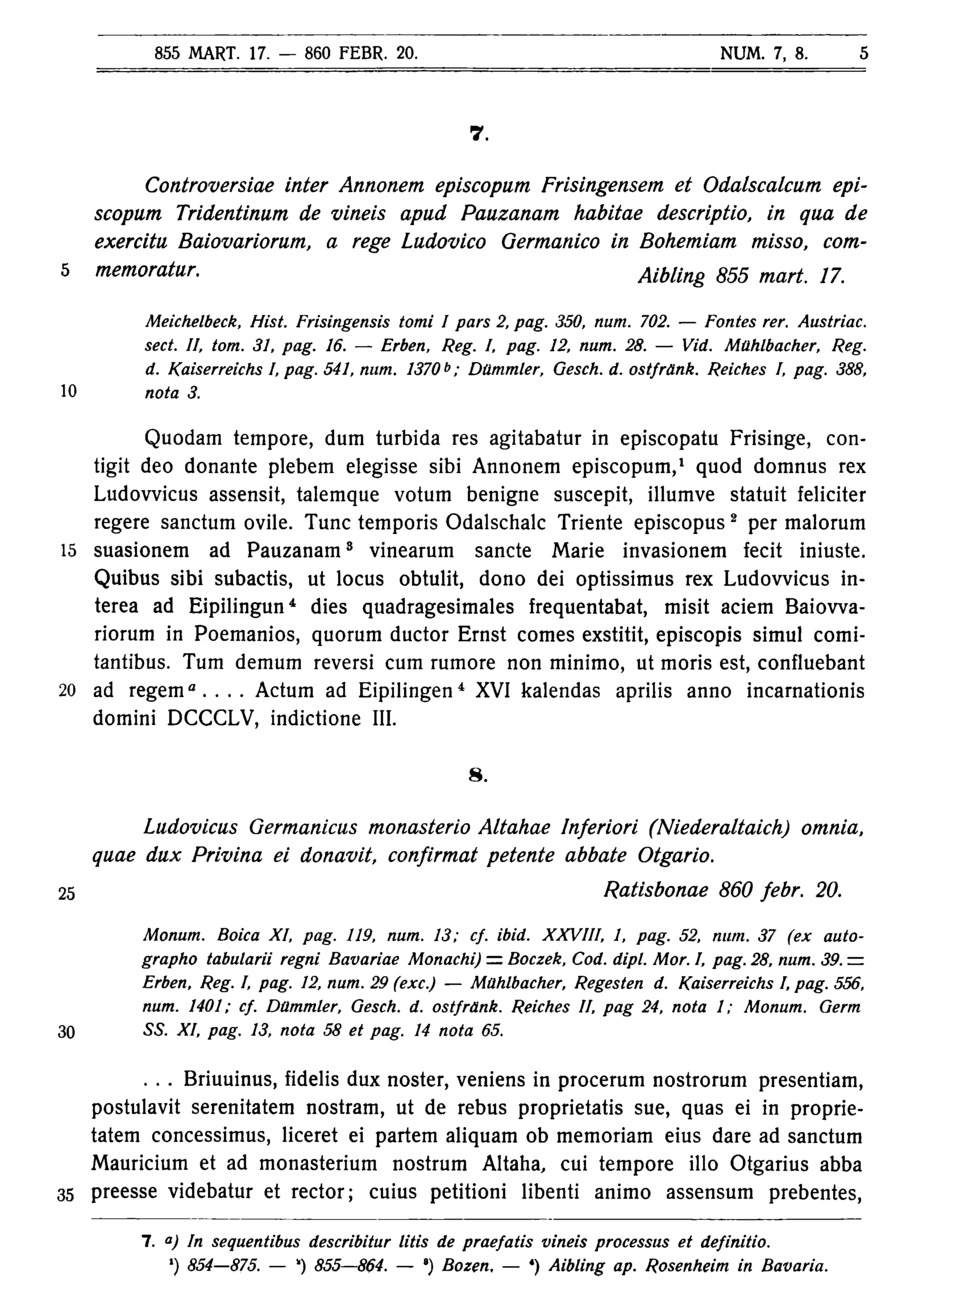 855 MART. 17. — 860 FEBR. 20. NUM. 7, 8. 5
7.
Controversiae inter Annonem episcopum Frisingensem et Odalscalcum epi-
scopum Tridentinum de vineis apud Pauzanam habitae descriptio, in qua de
exercitu Baiovariorum, a rege Ludovico Germanico in Bohemiam misso, com-
5 memoratur. Aibling 855 mart. 17.
Meichelbeck, Hist. Frisingensis tomi I pars 2, pag. 350, num. 702. — Fontes rer. Austriac.
sect. II, tom. 31, pag. 16. — Erben, Reg. I, pag. 12, num. 28. — Vid. Mühlbacher, Reg.
d. Kaiserreichs I, pag. 541, num. 1370 b; Dümmler, Gesch. d. ostfränk. Reiches I, pag. 388,
10 nota 3.
Quodam tempore, dum turbida res agitabatur in episcopatu Frisinge, con-
tigit deo donante plebem elegisse sibi Annonem episcopum,¹ quod domnus rex
Ludovvicus assensit, talemque votum benigne suscepit, illumve statuit feliciter
regere sanctum ovile. Tunc temporis Odalschalc Triente episcopus ² per malorum
15 suasionem ad Pauzanam ³ vinearum sancte Marie invasionem fecit iniuste.
Quibus sibi subactis, ut locus obtulit, dono dei optissimus rex Ludovvicus in-
terea ad Eipilingun ⁴ dies quadragesimales frequentabat, misit aciem Baiovva-
riorum in Poemanios, quorum ductor Ernst comes exstitit, episcopis simul comi-
tantibus. Tum demum reversi cum rumore non minimo, ut moris est, confluebant
20 ad regem a . . . . Actum ad Eipilingen ⁴ XVI kalendas aprilis anno incarnationis
domini DCCCLV, indictione III.
8.
Ludovicus Germanicus monasterio Altahae Inferiori (Niederaltaich) omnia,
quae dux Privina ei donavit, confirmat petente abbate Otgario.
25 Ratisbonae 860 febr. 20.
Monum. Boica XI, pag. 119, num. 13; cf. ibid. XXVIII, 1, pag. 52, num. 37 (ex auto-
grapho tabularii regni Bavariae Monachi) = Boczek, Cod. dipl. Mor. I, pag. 28, num. 39. =
Erben, Reg. I, pag. 12, num. 29 (exc.) — Mühlbacher, Regesten d. Kaiserreichs I, pag. 556,
num. 1401; cf. Dümmler, Gesch. d. ostfränk. Reiches II, pag 24, nota 1; Monum. Germ
30 SS. XI, pag. 13, nota 58 et pag. 14 nota 65.
. . . Briuuinus, fidelis dux noster, veniens in procerum nostrorum presentiam,
postulavit serenitatem nostram, ut de rebus proprietatis sue, quas ei in proprie-
tatem concessimus, liceret ei partem aliquam ob memoriam eius dare ad sanctum
Mauricium et ad monasterium nostrum Altaha, cui tempore illo Otgarius abba
35 preesse videbatur et rector; cuius petitioni libenti animo assensum prebentes,
7. a) In sequentibus describitur litis de praefatis vineis processus et definitio.
¹) 854—875. — ²) 855—864. — ³) Bozen. — ⁴) Aibling ap. Rosenheim in Bavaria.